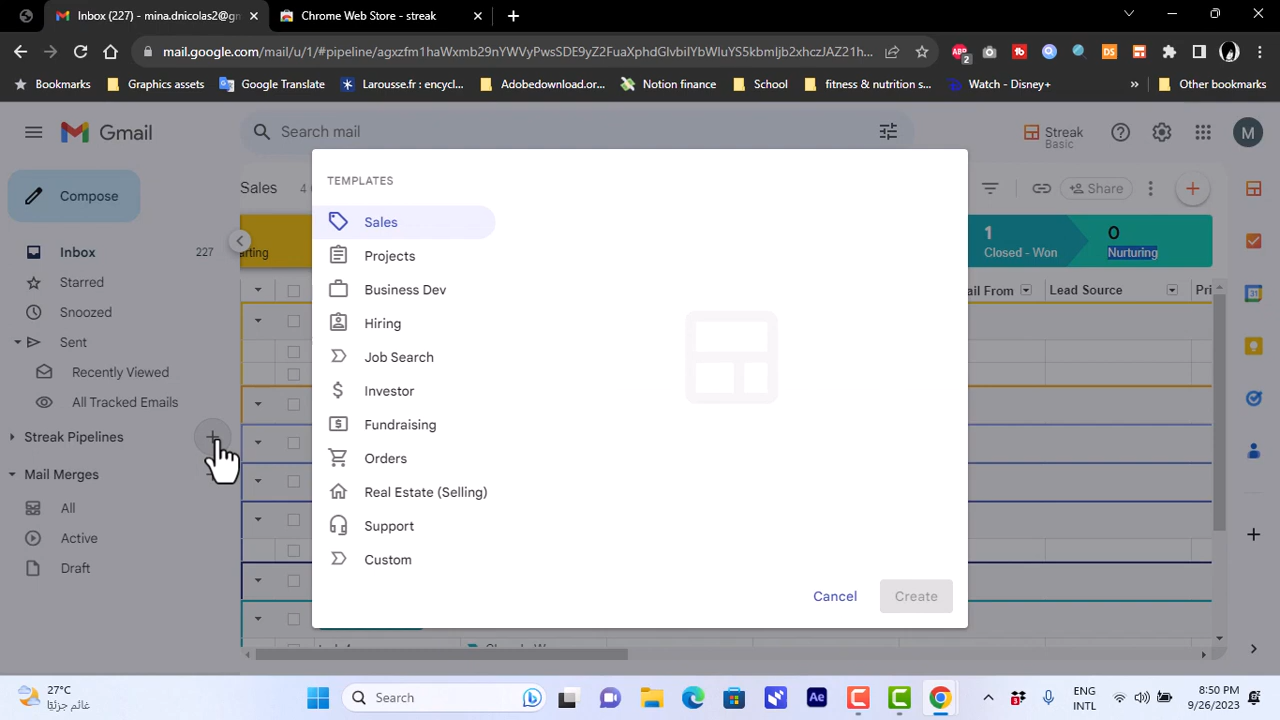 Inbox (227) - mina.dnicolas2@gm
Chrome Web Store - streak
mail.google.com/mail/u/1/#pipeline/agxzfm1haWxmb29nYWVyPwsSDE9yZ2FuaXphdGlvbilYbWluYS5kbmljb2xhczJAZ21h...
2
Bookmarks
Graphics assets
Google Translate
Larousse.fr : encycl...
Adobedownload.or...
Notion finance
School
fitness & nutrition s...
Watch - Disney+
»
Other bookmarks
Gmail
Search mail
Streak
Basic
M
Compose
Sales
Share
TEMPLATES
Inbox 227
Starred
Snoozed
Sent
Recently Viewed
All Tracked Emails
Streak Pipelines
Mail Merges
All
Active
Draft
Sales
Projects
Business Dev
Hiring
Job Search
Investor
Fundraising
Orders
Real Estate (Selling)
Support
Custom
Cancel
Create
1
Closed - Won
0
Nurturing
ail From
Lead Source
Pri
27°C
غائم جزئيًا
Search
DS
Ae
ENG
INTL
8:50 PM
9/26/2023